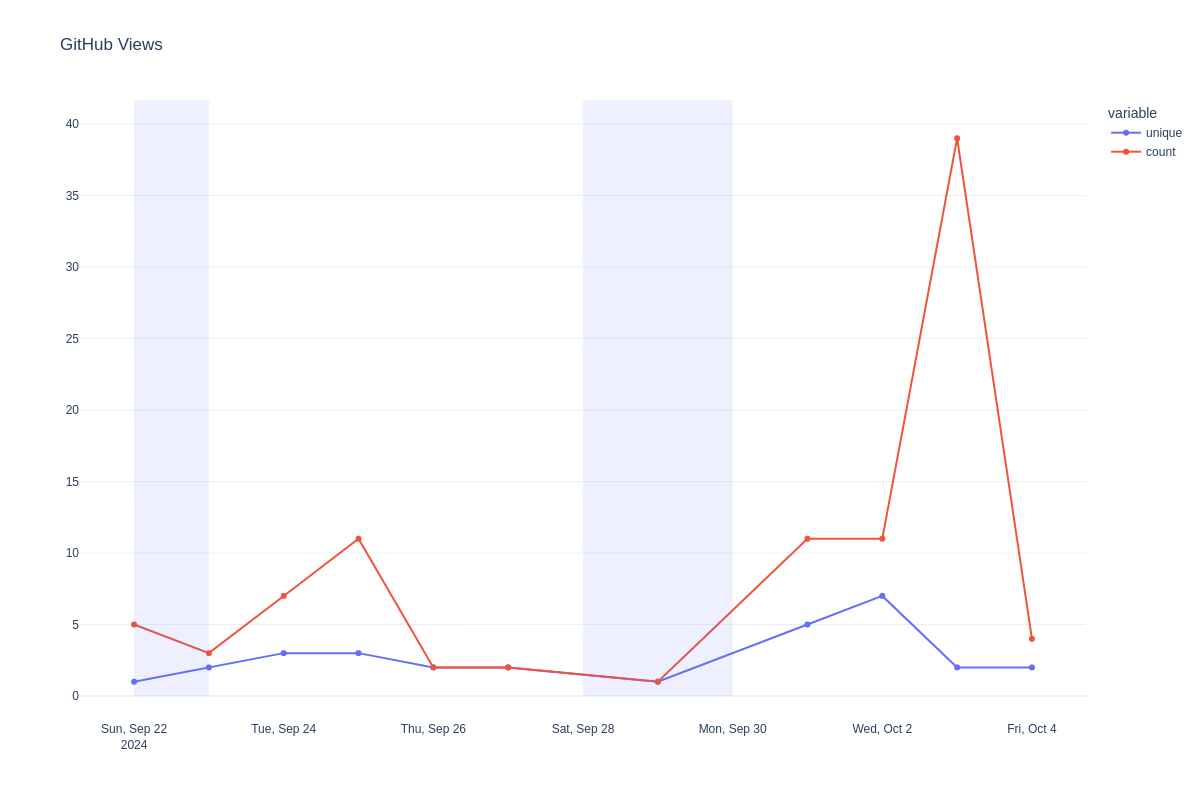 GitHub Views
variable
unique
count
40
35
30
25
20
15
10
5
0
Sun, Sep 22
2024
Tue, Sep 24
Thu, Sep 26
Sat, Sep 28
Mon, Sep 30
Wed, Oct 2
Fri, Oct 4